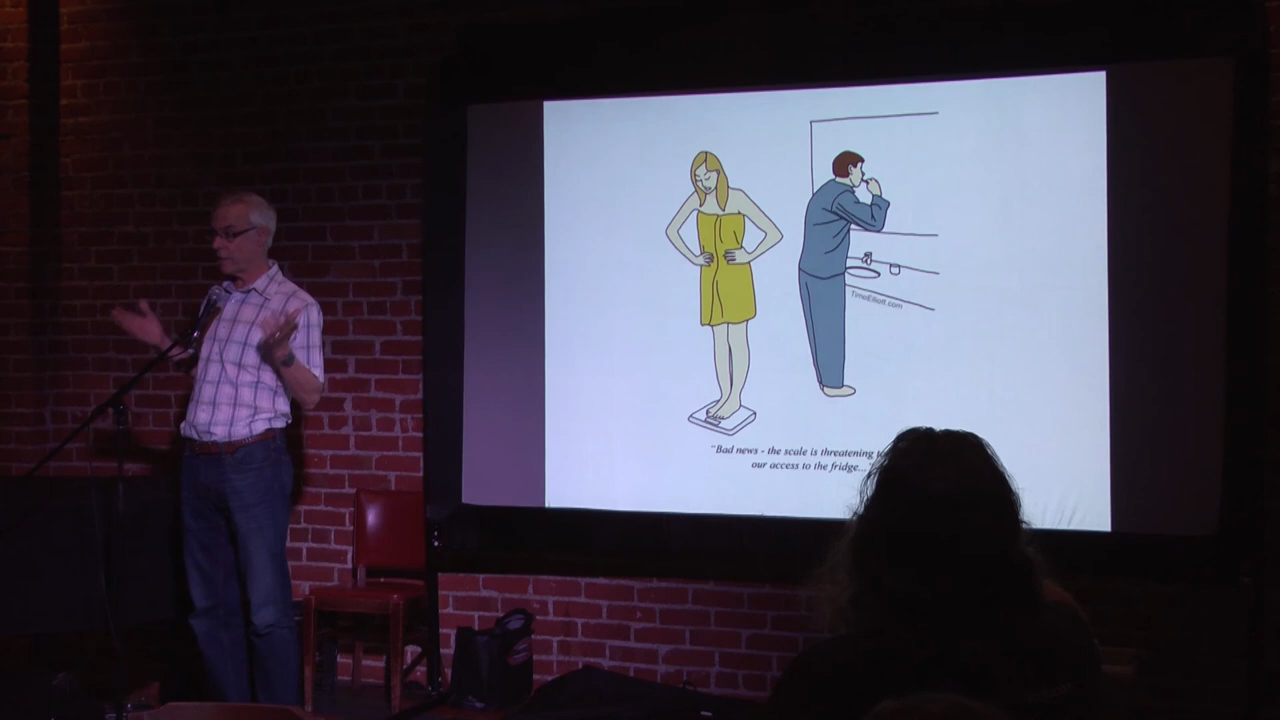 TimoElliott.com
"Bad news - the scale is threatening
our access to the fridge...